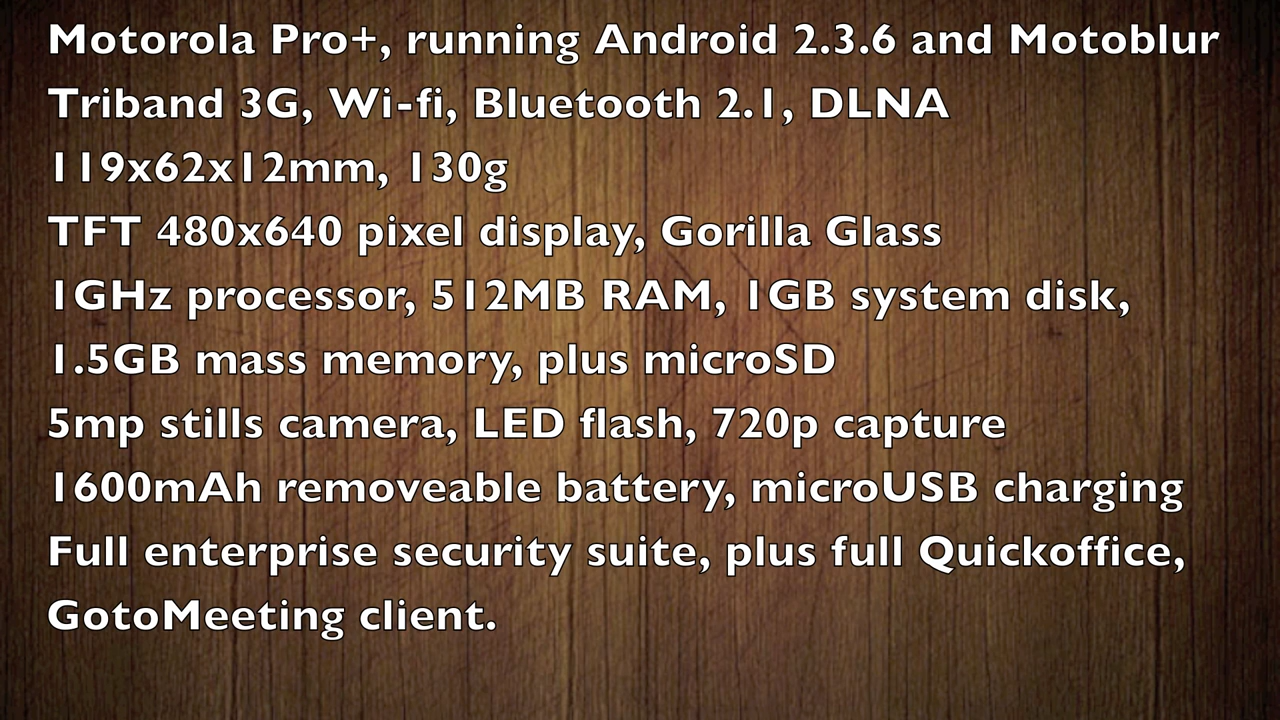 Motorola Pro+, running Android 2.3.6 and Motoblur
Triband 3G, Wi-fi, Bluetooth 2.1, DLNA
119x62x12mm, 130g
TFT 480x640 pixel display, Gorilla Glass
1GHz processor, 512MB RAM, 1GB system disk,
1.5GB mass memory, plus microSD
5mp stills camera, LED flash, 720p capture
1600mAh removeable battery, microUSB charging
Full enterprise security suite, plus full Quickoffice,
GotoMeeting client.